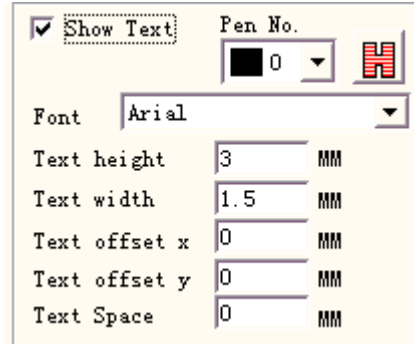 Show Text Pen No.
0
Font Arial
Text height 3 MM
Text width 1.5 MM
Text offset x 0 MM
Text offset y 0 MM
Text Space 0 MM